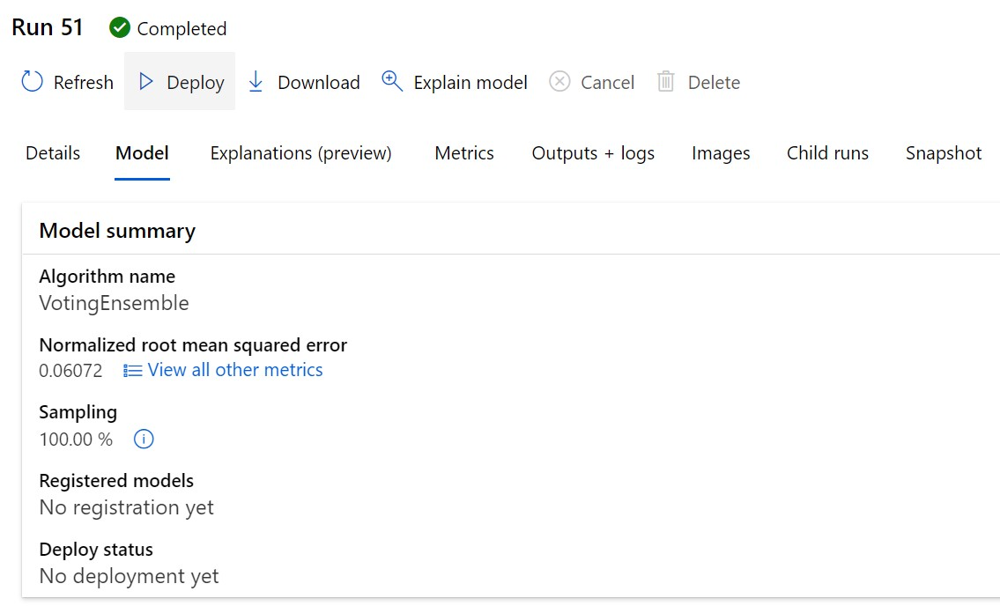 Run 51 Completed
Refresh Deploy Download Explain model Cancel Delete
Details Model Explanations (preview) Metrics Outputs + logs Images Child runs Snapshot
Model summary
Algorithm name
VotingEnsemble
Normalized root mean squared error
0.06072 View all other metrics
Sampling
100.00 %
Registered models
No registration yet
Deploy status
No deployment yet